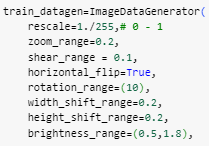 train_datagen=ImageDataGenerator(
rescale=1./255,# 0 - 1
zoom_range=0.2,
shear_range = 0.1,
horizontal_flip=True,
rotation_range=(10),
width_shift_range=0.2,
height_shift_range=0.2,
brightness_range=(0.5,1.8),